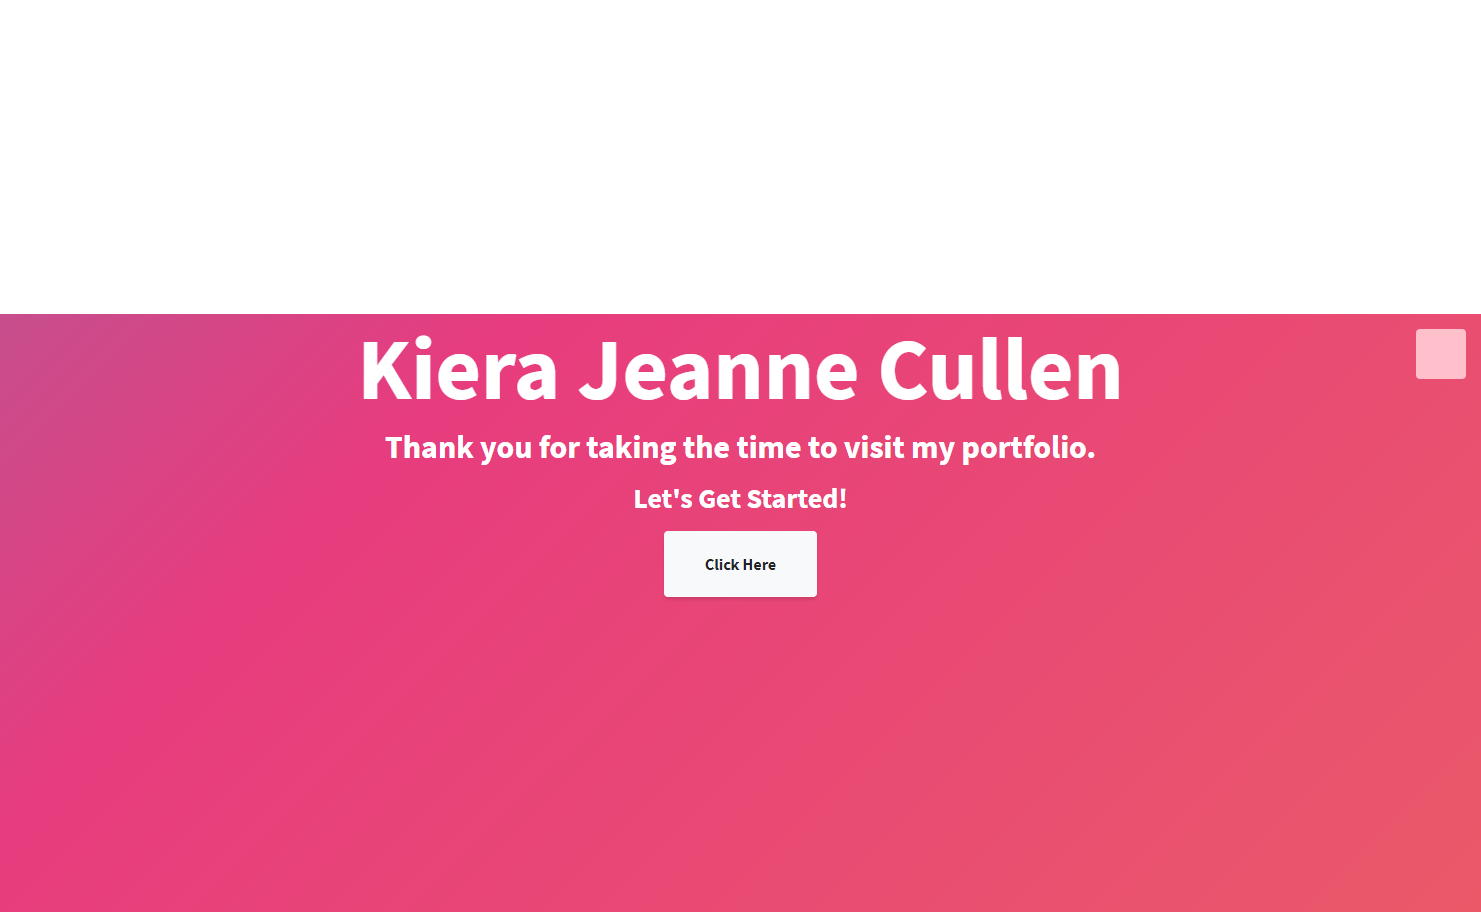 Kiera Jeanne Cullen
Thank you for taking the time to visit my portfolio.
Let's Get Started!
Click Here